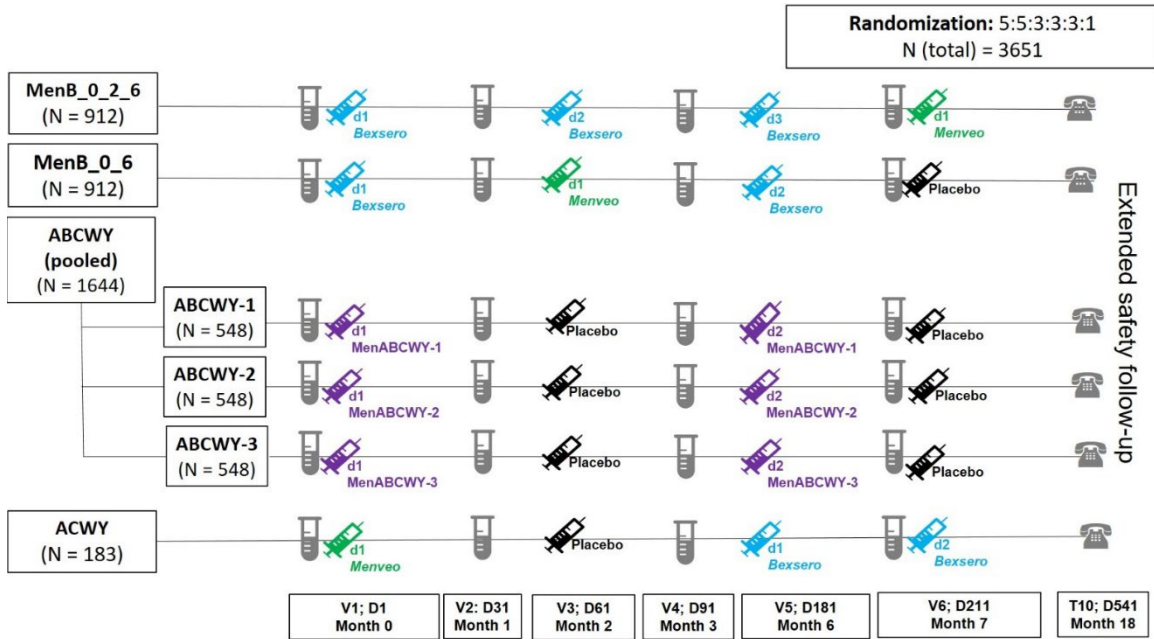 Randomization: 5:5:3:3:3:1
N (total) = 3651
MenB_0_2_6
(N = 912)
d1
Bexsero
d2
Bexsero
d3
Bexsero
d1
Menveo
MenB_0_6
(N = 912)
d1
Bexsero
d1
Menveo
d2
Bexsero
Placebo
ABCWY
(pooled)
(N = 1644)
ABCWY-1
(N = 548)
d1
MenABCWY-1
Placebo
d2
MenABCWY-1
Placebo
ABCWY-2
(N = 548)
d1
MenABCWY-2
Placebo
d2
MenABCWY-2
Placebo
ABCWY-3
(N = 548)
d1
MenABCWY-3
Placebo
d2
MenABCWY-3
Placebo
ACWY
(N = 183)
d1
Menveo
Placebo
d1
Bexsero
d2
Bexsero
Extended safety follow-up
V1; D1
Month 0
V2: D31
Month 1
V3; D61
Month 2
V4; D91
Month 3
V5; D181
Month 6
V6; D211
Month 7
T10; D541
Month 18